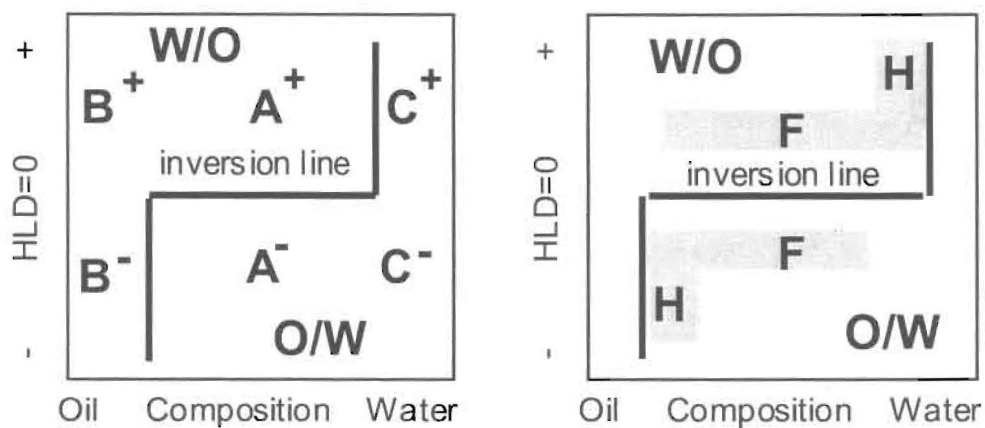 W/O
B+
A+
C+
inversion line
B-
A-
C-
O/W
+
HLD=0
-
Oil Composition Water
W/O
H
F
inversion line
F
H
O/W
+
HLD=0
-
Oil Composition Water